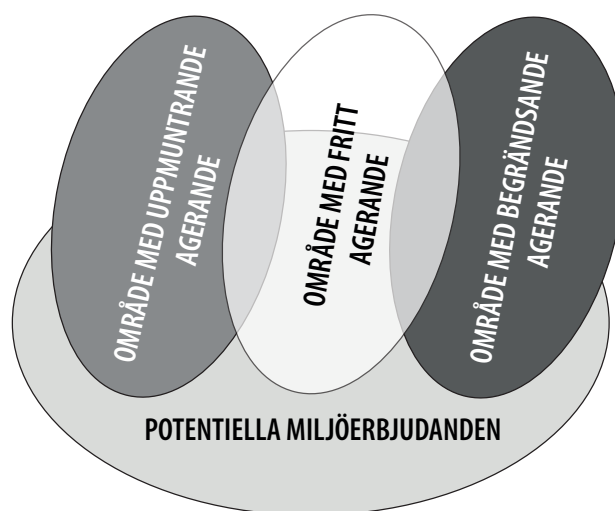 OMRÅDE MED UPPMUNTRANDE
AGERANDE
OMRÅDE MED FRITT
AGERANDE
OMRÅDE MED BEGRÄNDSANDE
AGERANDE
POTENTIELLA MILJÖERBJUDANDEN